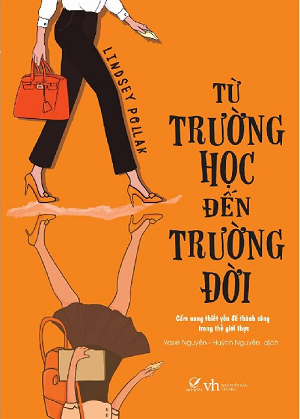 LINDSEY POLLAK
TỪ
TRƯỜNG
HỌC
ĐẾN
TRƯỜNG
ĐỜI
Cẩm nang thiết yếu để thành công
trong thế giới thực
Rosie Nguyễn - Huỳnh Nguyên dịch
vh